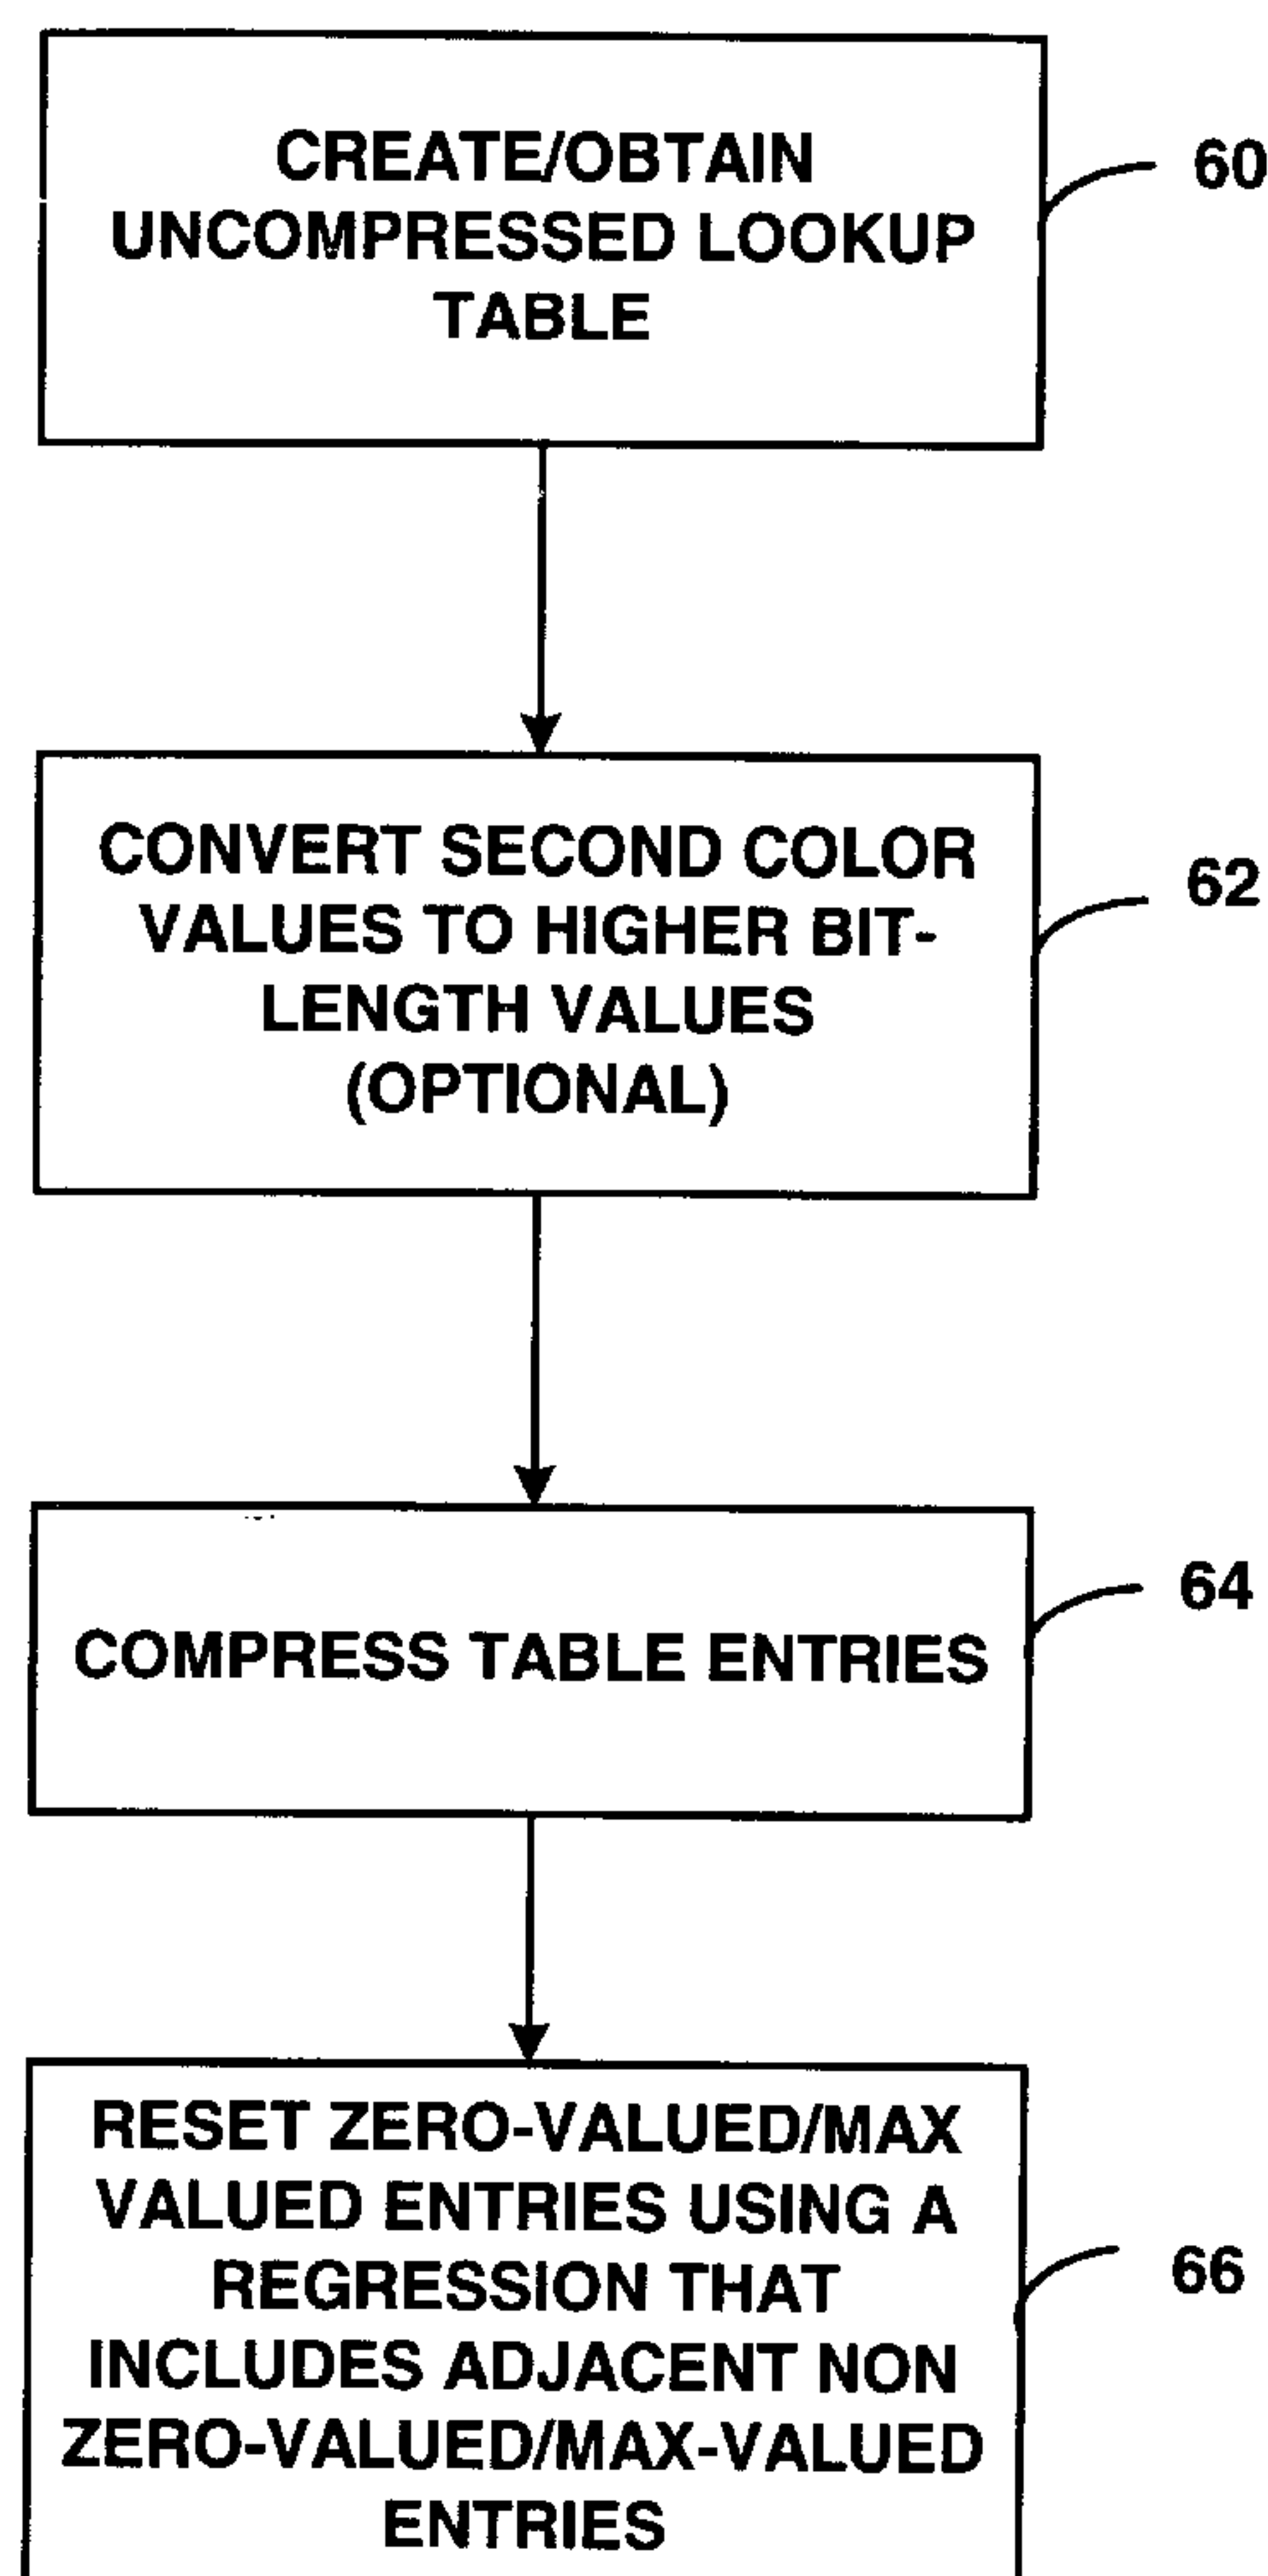 CREATE/OBTAIN
UNCOMPRESSED LOOKUP
TABLE
60
CONVERT SECOND COLOR
VALUES TO HIGHER BIT-
LENGTH VALUES
(OPTIONAL)
62
COMPRESS TABLE ENTRIES
64
RESET ZERO-VALUED/MAX
VALUED ENTRIES USING A
REGRESSION THAT
INCLUDES ADJACENT NON
ZERO-VALUED/MAX-VALUED
ENTRIES
66